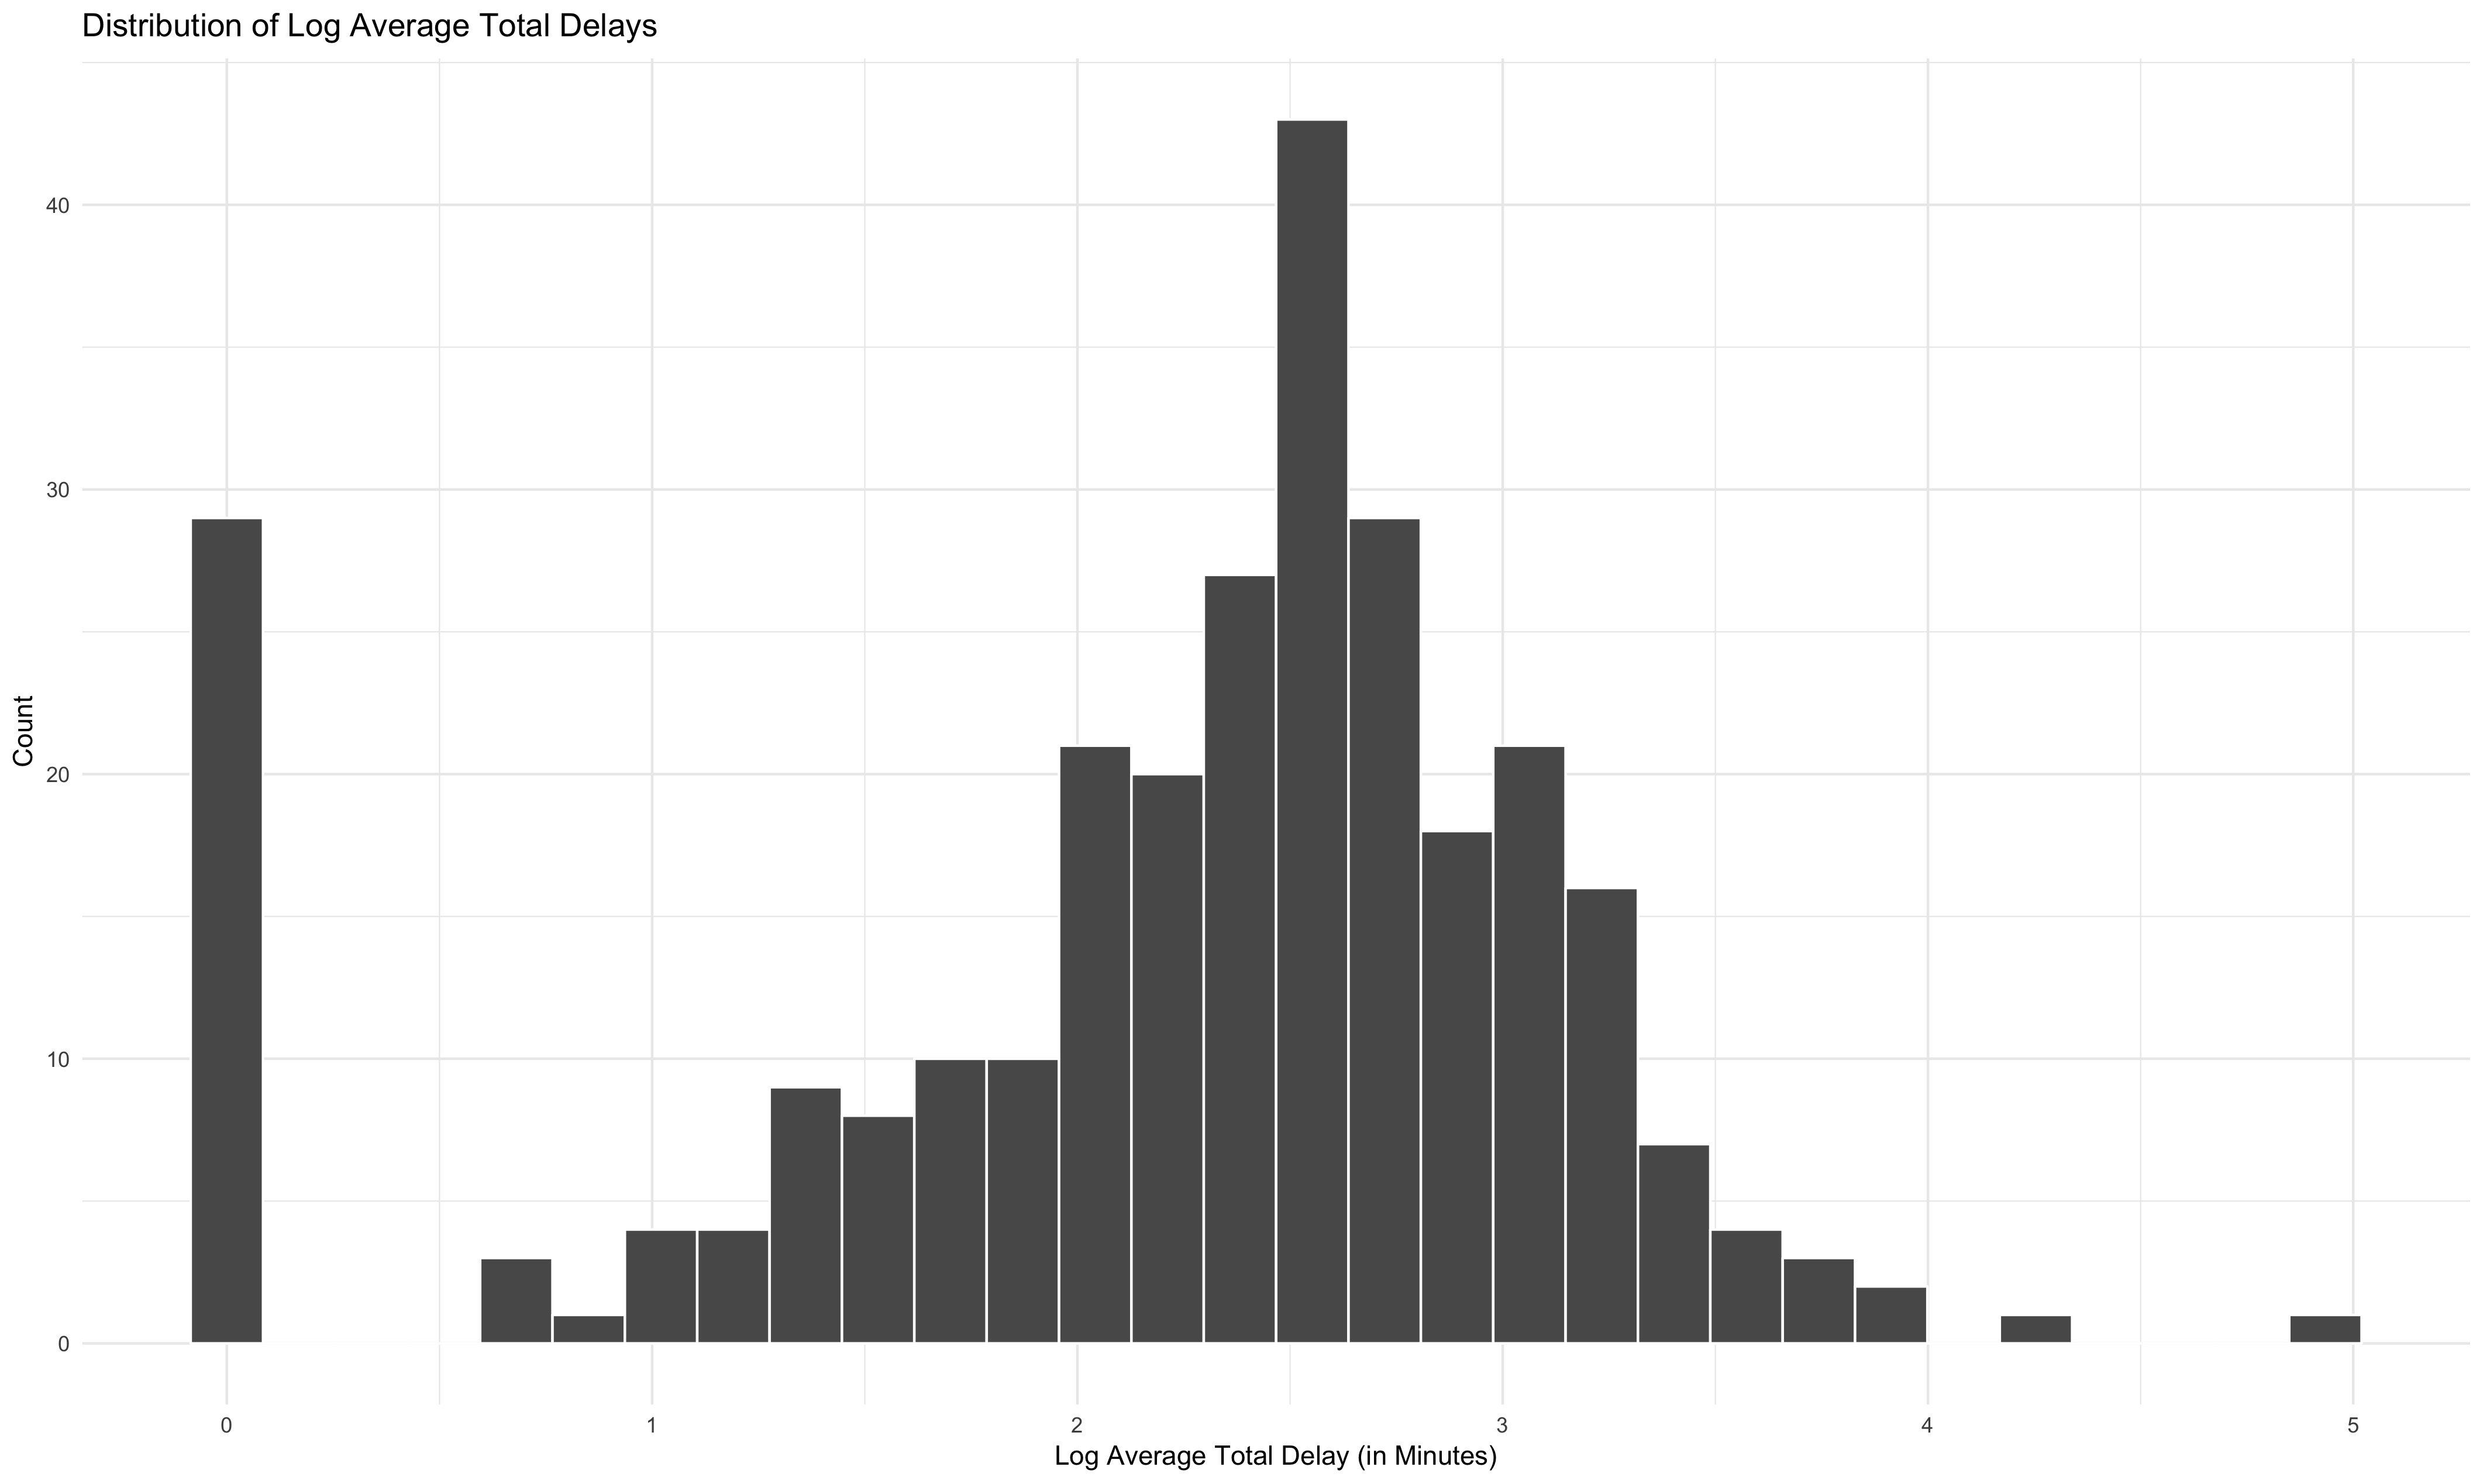 Distribution of Log Average Total Delays
Count
40
30
20
10
0
0 1 2 3 4 5
Log Average Total Delay (in Minutes)